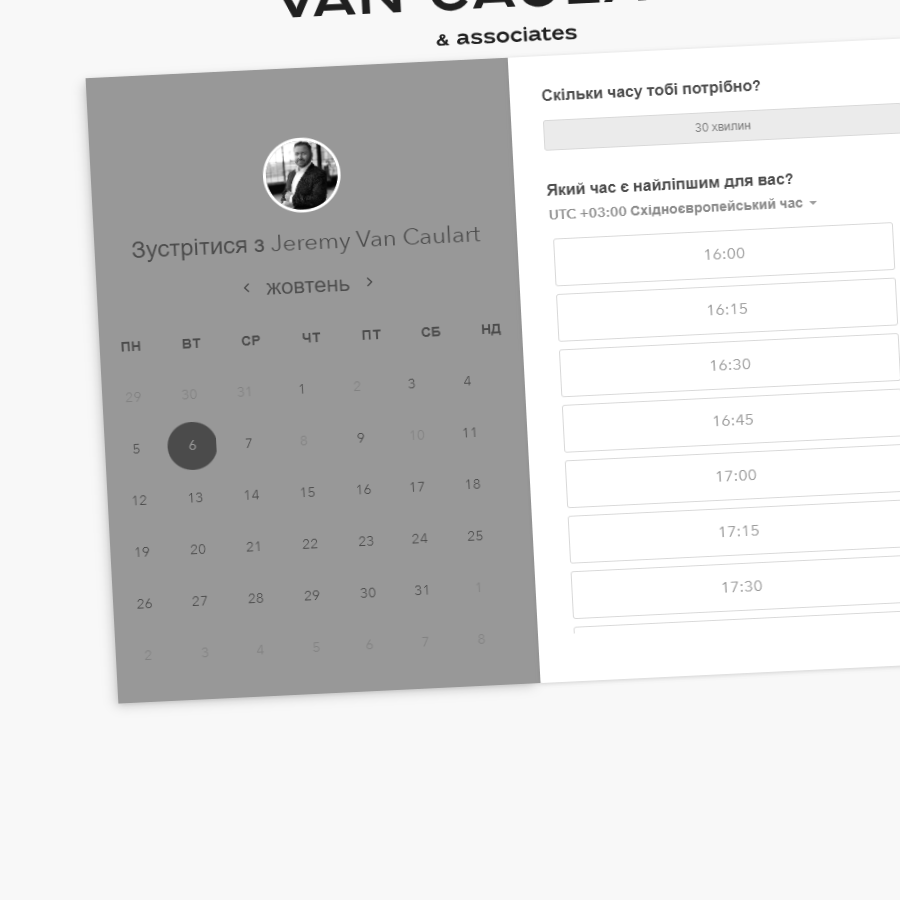 & associates
Зустрітися з Jeremy Van Caulart
жовтень
ПН ВТ СР ЧТ ПТ СБ НД
29 30 31 1 2 3 4
5 6 7 8 9 10 11
12 13 14 15 16 17 18
19 20 21 22 23 24 25
26 27 28 29 30 31 1
2 3 4 5 6 7 8
Скільки часу тобі потрібно?
30 хвилин
Який час є найліпшим для вас?
UTC +03:00 Східноєвропейський час
16:00
16:15
16:30
16:45
17:00
17:15
17:30